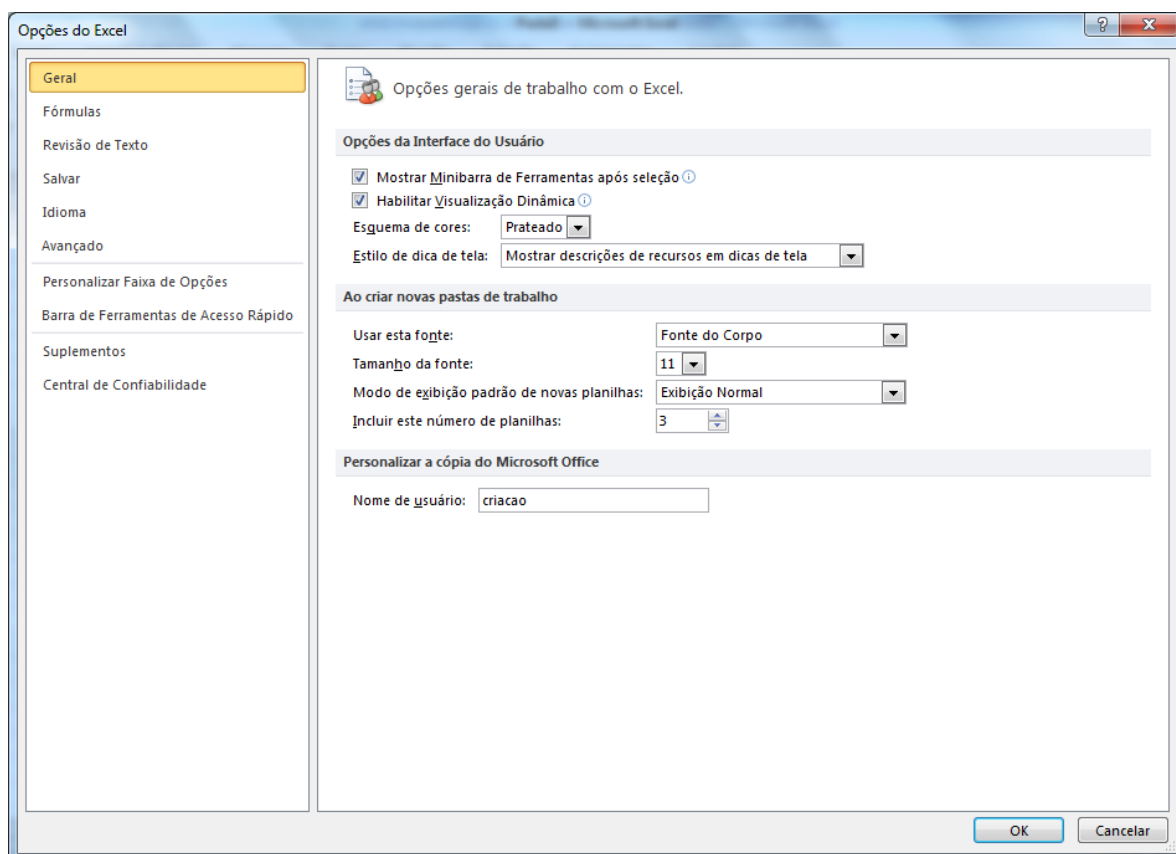 Opções do Excel
Geral
Fórmulas
Revisão de Texto
Salvar
Idioma
Avançado
Personalizar Faixa de Opções
Barra de Ferramentas de Acesso Rápido
Suplementos
Central de Confiabilidade
Opções gerais de trabalho com o Excel.
Opções da Interface do Usuário
Mostrar Minibarra de Ferramentas após seleção
Habilitar Visualização Dinâmica
Esquema de cores: Prateado
Estilo de dica de tela: Mostrar descrições de recursos em dicas de tela
Ao criar novas pastas de trabalho
Usar esta fonte: Fonte do Corpo
Tamanho da fonte: 11
Modo de exibição padrão de novas planilhas: Exibição Normal
Incluir este número de planilhas: 3
Personalizar a cópia do Microsoft Office
Nome de usuário: criacao
OK Cancelar